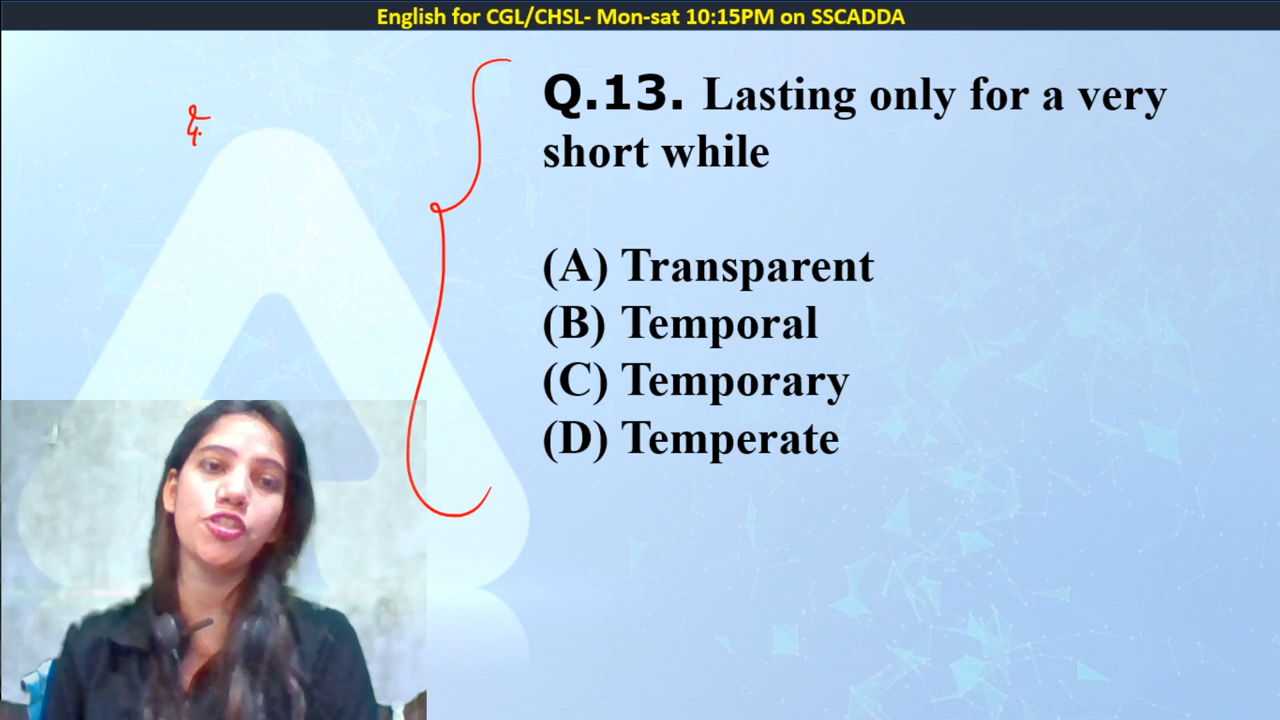 English for CGL/CHSL- Mon-sat 10:15PM on SSCADDA
Q.13. Lasting only for a very
short while
(A) Transparent
(B) Temporal
(C) Temporary
(D) Temperate